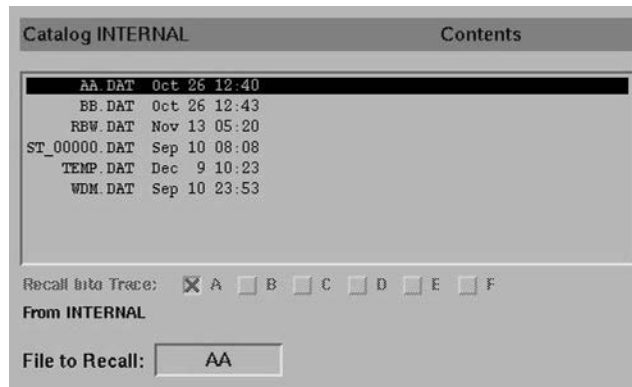 Catalog INTERNAL Contents
AA.DAT Oct 26 12:40
BB.DAT Oct 26 12:43
RBW.DAT Nov 13 05:20
ST_00000.DAT Sep 10 08:08
TEMP.DAT Dec 9 10:23
WDM.DAT Sep 10 23:53
Recall Into Trace: A B C D E F
From INTERNAL
File to Recall: AA